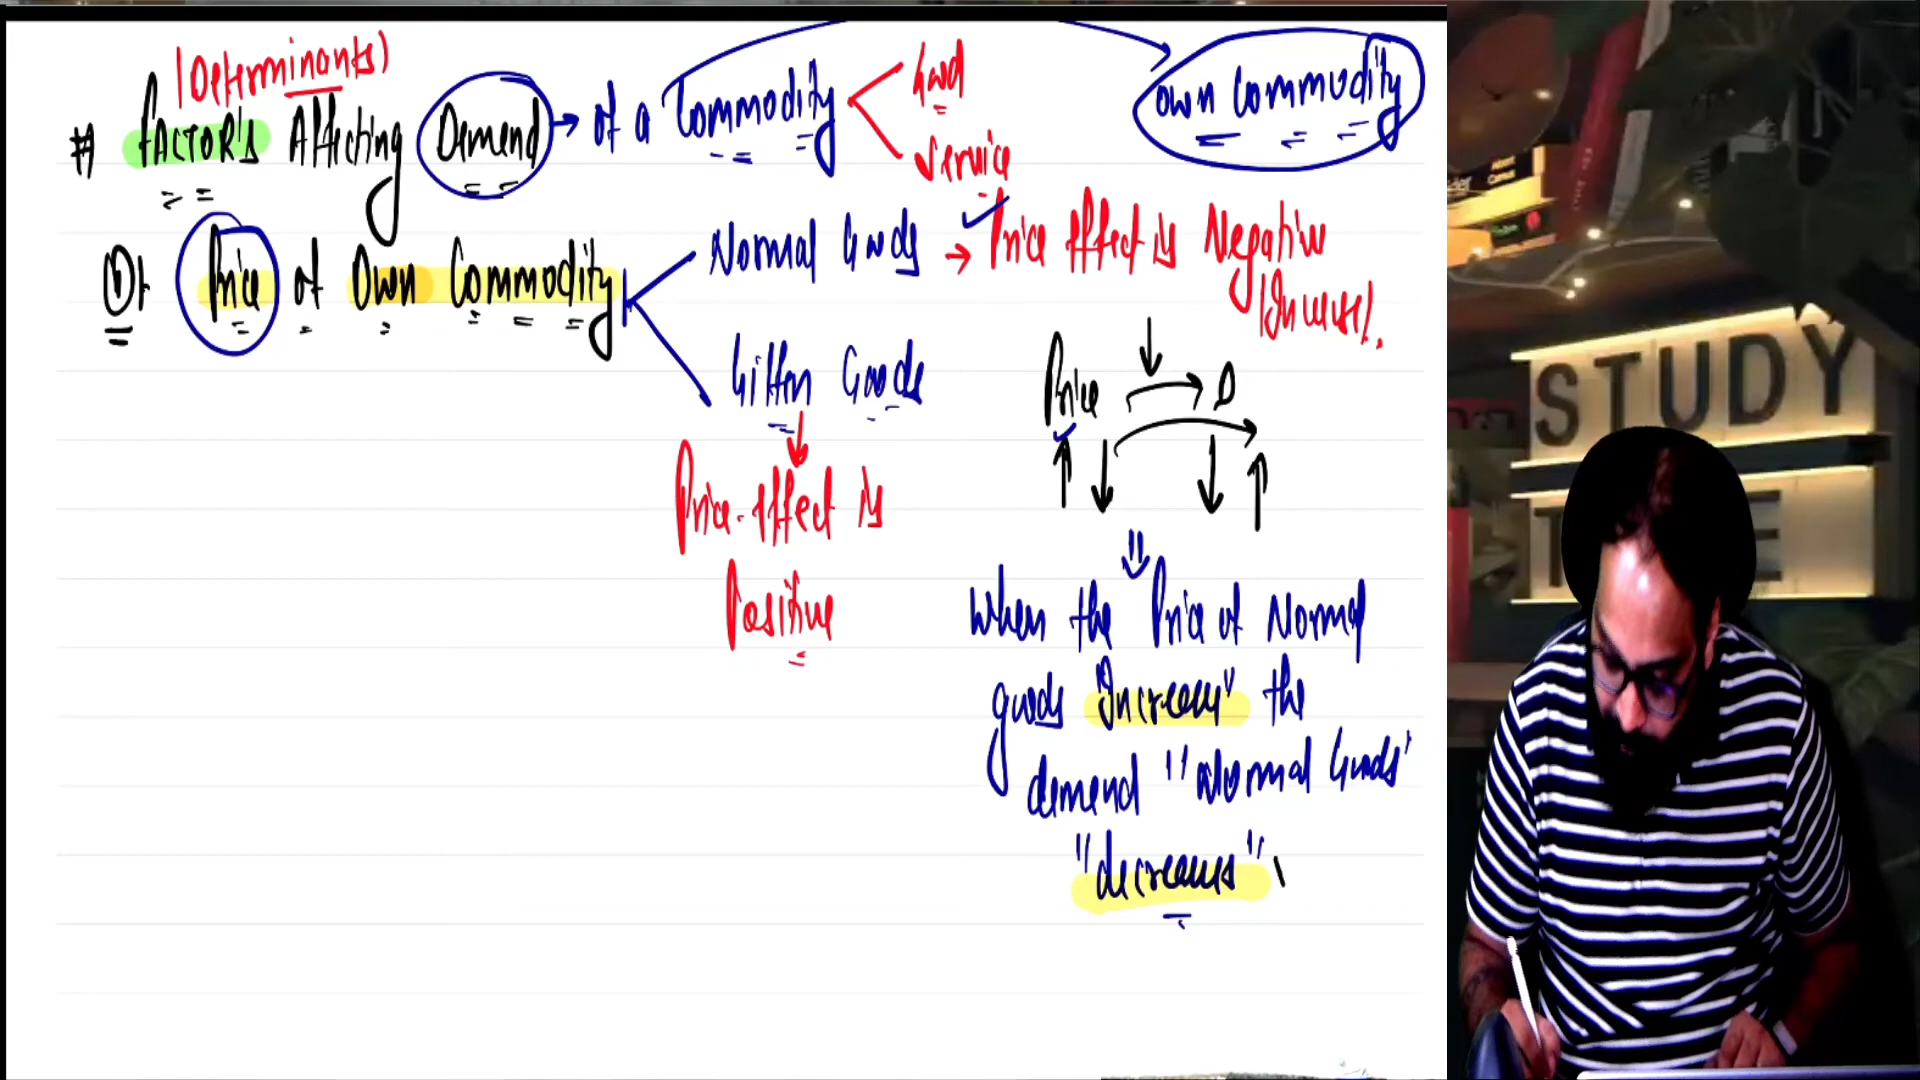 (Determinants)
# FACTOR'S Affecting Demend → of a Commodity
Good
Service
own Commodity
① Price of Own Commodity
Normal Goods → Price effect is Negative
(Inverse).
Giffen Goods
Price D
Price-effect is
Positive
When the Price of Normal
goods "Increases" the
demend "Normal Goods"
"decreases"
STUDY